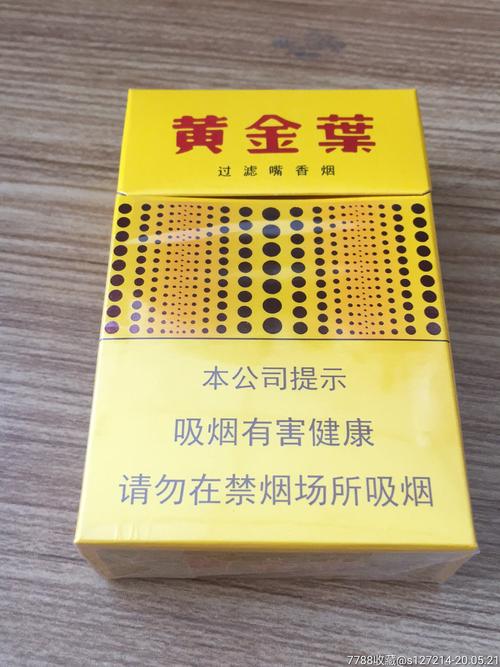 黄金葉
过滤嘴香烟
本公司提示
吸烟有害健康
请勿在禁烟场所吸烟
7788收藏@s127214-20.05.21